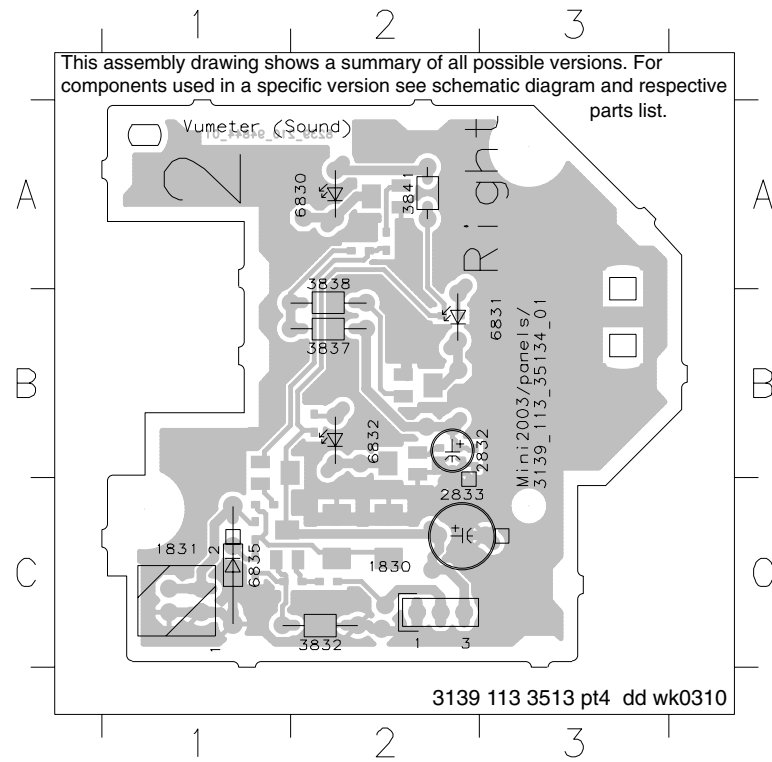 1 2 3
This assembly drawing shows a summary of all possible versions. For
components used in a specific version see schematic diagram and respective
parts list.
Vumeter (Sound)
8239_210_94844_01
2
Right
A A
6830
3841
3838
3837
6831
Mini2003/panels/
3139_113_35134_01
B B
6832
2832
2833
1831
2
6835
1830
C C
1
3832
1 3
3139 113 3513 pt4 dd wk0310
1 2 3